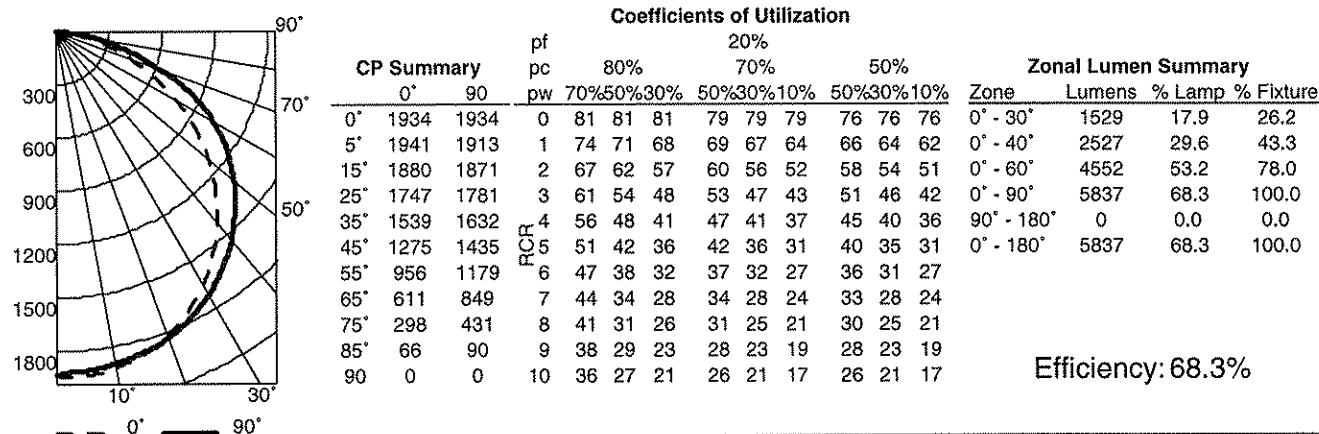 90°
70°
50°
30°
10°
300
600
900
1200
1500
1800
0° 90°
CP Summary
0° 90
0° 1934 1934
5° 1941 1913
15° 1880 1871
25° 1747 1781
35° 1539 1632
45° 1275 1435
55° 956 1179
65° 611 849
75° 298 431
85° 66 90
90 0 0
Coefficients of Utilization
pf 20%
pc 80% 70% 50%
pw 70%50%30% 50%30%10% 50%30%10%
RCR
0 81 81 81 79 79 79 76 76 76
1 74 71 68 69 67 64 66 64 62
2 67 62 57 60 56 52 58 54 51
3 61 54 48 53 47 43 51 46 42
4 56 48 41 47 41 37 45 40 36
5 51 42 36 42 36 31 40 35 31
6 47 38 32 37 32 27 36 31 27
7 44 34 28 34 28 24 33 28 24
8 41 31 26 31 25 21 30 25 21
9 38 29 23 28 23 19 28 23 19
10 36 27 21 26 21 17 26 21 17
Zonal Lumen Summary
Zone Lumens % Lamp % Fixture
0° - 30° 1529 17.9 26.2
0° - 40° 2527 29.6 43.3
0° - 60° 4552 53.2 78.0
0° - 90° 5837 68.3 100.0
90° - 180° 0 0.0 0.0
0° - 180° 5837 68.3 100.0
Efficiency: 68.3%